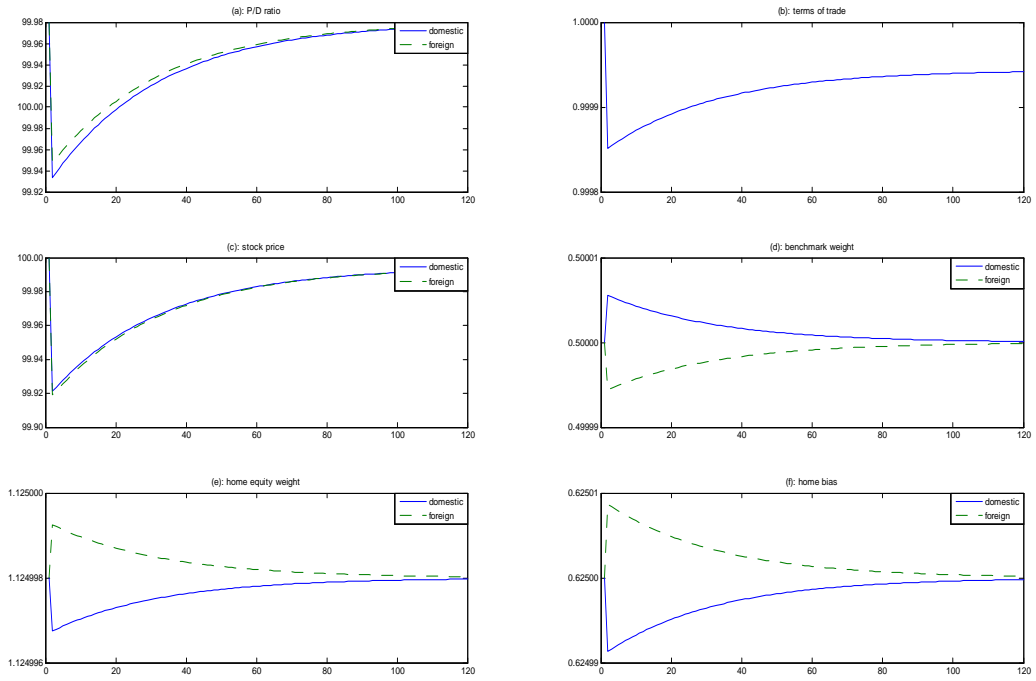 (a): P/D ratio
99.98
99.96
99.94
99.92
100.00
99.98
99.96
99.94
99.92
0 20 40 60 80 100 120
domestic
foreign
(b): terms of trade
1.0000
0.9999
0.9998
0 20 40 60 80 100 120
(c): stock price
100.00
99.98
99.96
99.94
99.92
99.90
0 20 40 60 80 100 120
domestic
foreign
(d): benchmark weight
0.50001
0.50000
0.49999
0 20 40 60 80 100 120
domestic
foreign
(e): home equity weight
1.125000
1.124998
1.124996
0 20 40 60 80 100 120
domestic
foreign
(f): home bias
0.62501
0.62500
0.62499
0 20 40 60 80 100 120
domestic
foreign